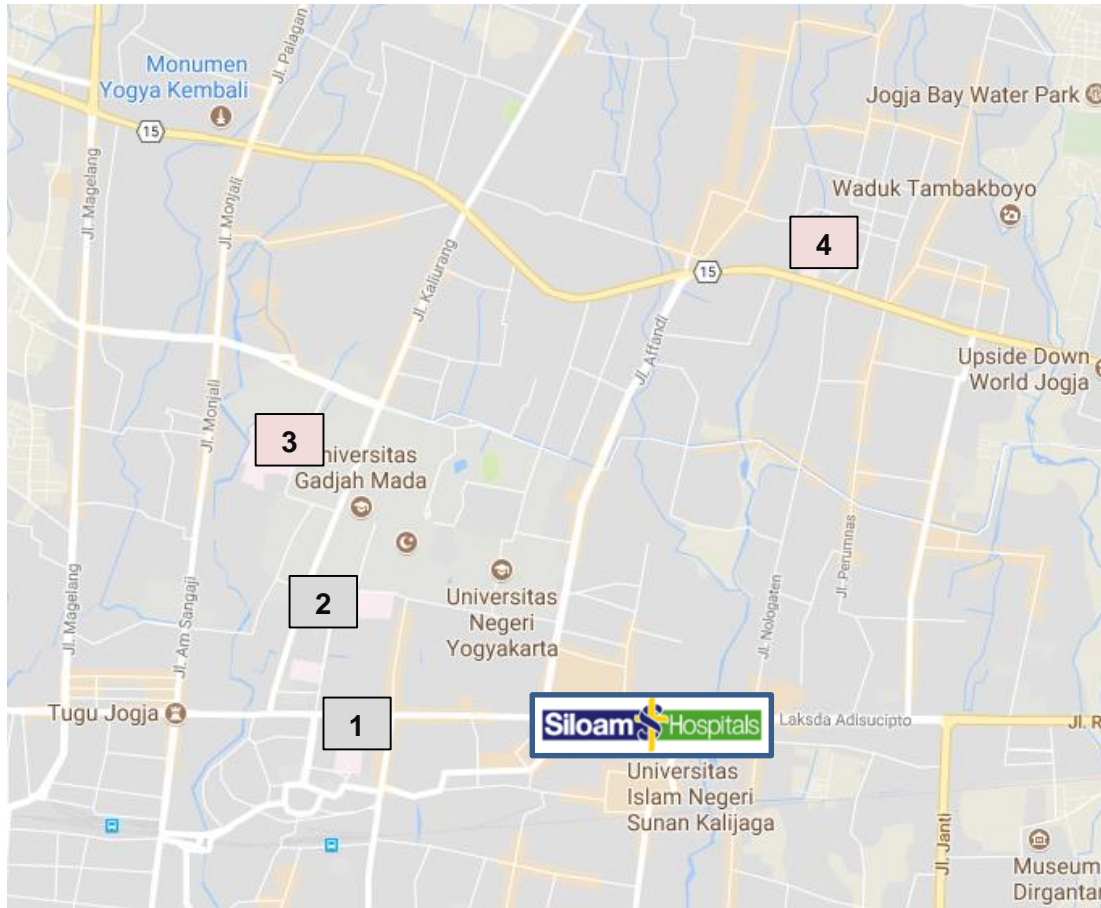 Jl. Palagan
Monumen
Yogya Kembali
15
Jl. Magelang
Jl. Monjali
Jogja Bay Water Park
Waduk Tambakboyo
4
15
Jl. Kaliurang
Jl. Affandi
Upside Down
World Jogja
Jl. Monjali
3
niversitas
Gadjah Mada
Jl. Magelang
Jl. Am Sangaji
2
Universitas
Negeri
Yogyakarta
Jl. Nologaten
Jl. Perumnas
Tugu Jogja
1
Siloam Hospitals
Laksda Adisucipto
Jl. R
Universitas
Islam Negeri
Sunan Kalijaga
Jl. Janti
Museum
Dirganta